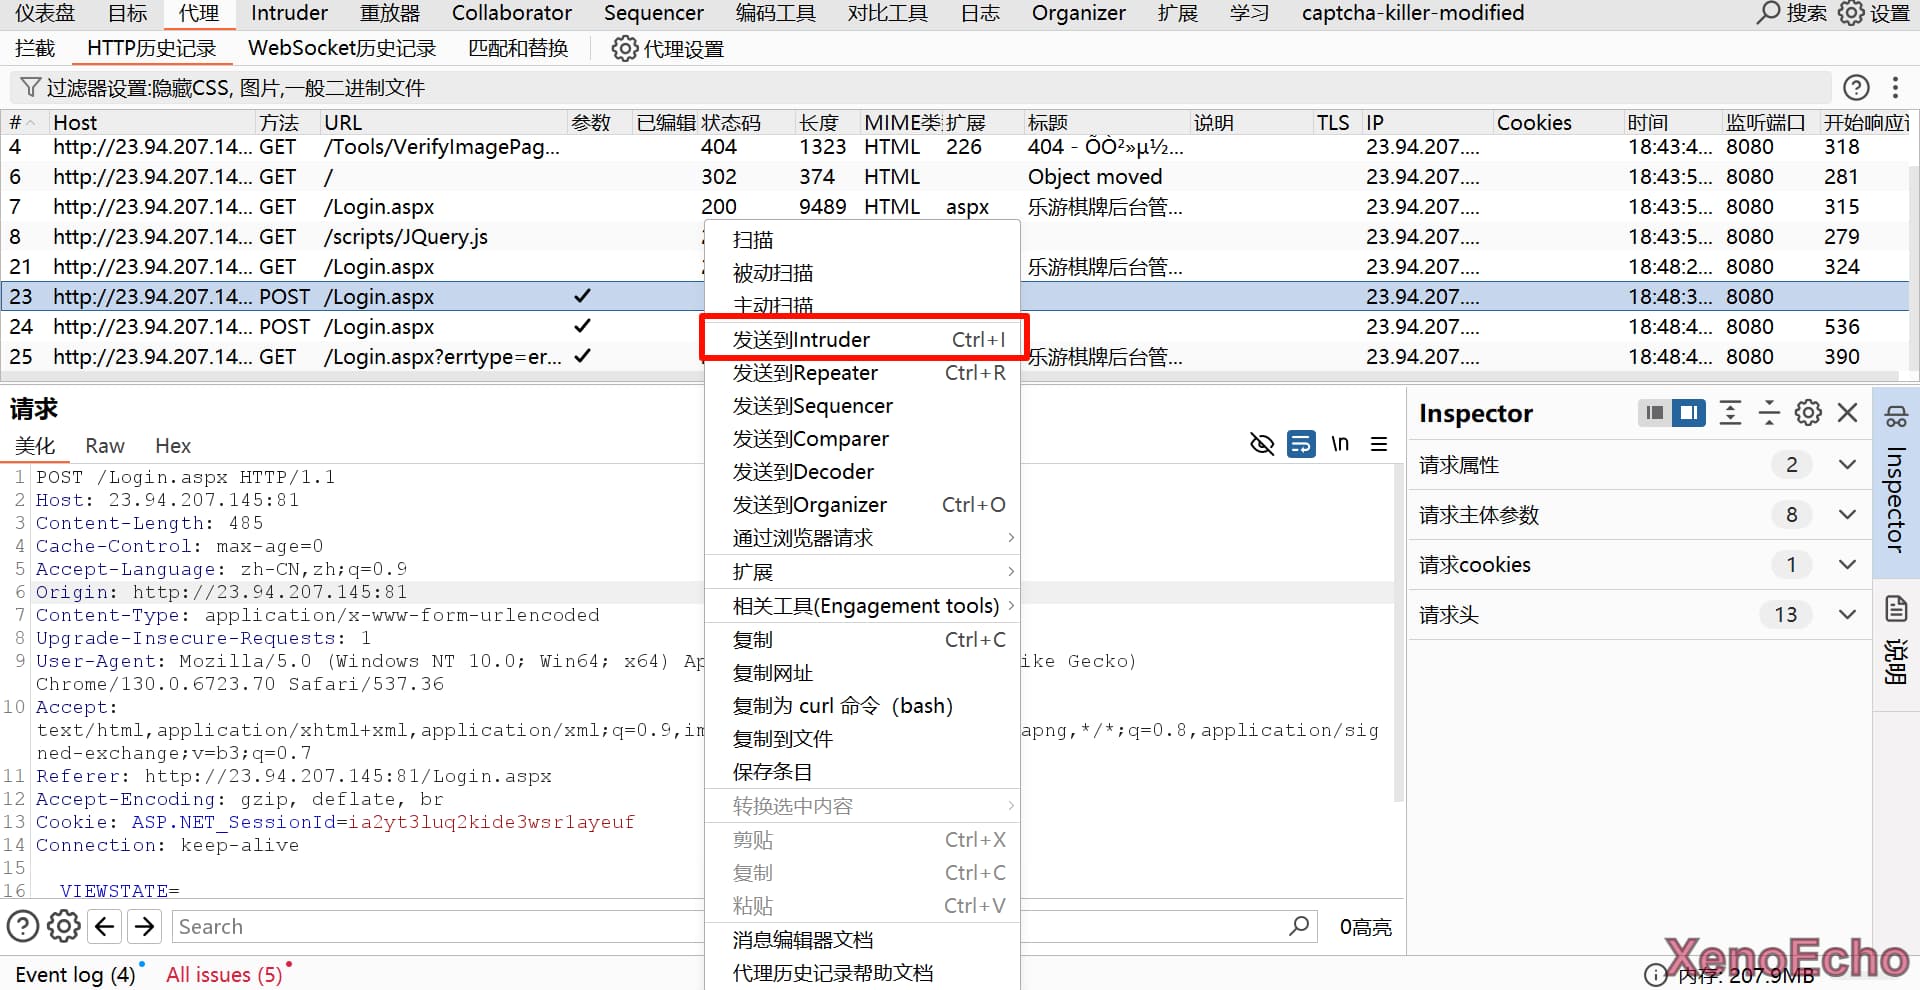 仪表盘 目标 代理 Intruder 重放器 Collaborator Sequencer 编码工具 对比工具 日志 Organizer 扩展 学习 captcha-killer-modified 搜索 设置
拦截 HTTP历史记录 WebSocket历史记录 匹配和替换 代理设置
过滤器设置:隐藏CSS, 图片,一般二进制文件
# Host 方法 URL 参数 已编辑 状态码 长度 MIME类 扩展 标题 说明 TLS IP Cookies 时间 监听端口 开始响应
4 http://23.94.207.14... GET /Tools/VerifyImagePag... 404 1323 HTML 226 404 - ÕÒ²»µ½... 23.94.207.... 18:43:4... 8080 318
6 http://23.94.207.14... GET / 302 374 HTML Object moved 23.94.207.... 18:43:5... 8080 281
7 http://23.94.207.14... GET /Login.aspx 200 9489 HTML aspx 乐游棋牌后台管... 23.94.207.... 18:43:5... 8080 315
8 http://23.94.207.14... GET /scripts/JQuery.js 23.94.207.... 18:43:5... 8080 279
21 http://23.94.207.14... GET /Login.aspx 乐游棋牌后台管... 23.94.207.... 18:48:2... 8080 324
23 http://23.94.207.14... POST /Login.aspx ✓ 23.94.207.... 18:48:3... 8080
24 http://23.94.207.14... POST /Login.aspx ✓ 23.94.207.... 18:48:4... 8080 536
25 http://23.94.207.14... GET /Login.aspx?errtype=er... ✓ 乐游棋牌后台管... 23.94.207.... 18:48:4... 8080 390
扫描
被动扫描
主动扫描
发送到Intruder Ctrl+I
发送到Repeater Ctrl+R
发送到Sequencer
发送到Comparer
发送到Decoder
发送到Organizer Ctrl+O
通过浏览器请求
扩展
相关工具(Engagement tools)
复制 Ctrl+C
复制网址
复制为 curl 命令（bash）
复制到文件
保存条目
转换选中内容
剪贴 Ctrl+X
复制 Ctrl+C
粘贴 Ctrl+V
消息编辑器文档
代理历史记录帮助文档
请求
美化 Raw Hex
\n
1 POST /Login.aspx HTTP/1.1
2 Host: 23.94.207.145:81
3 Content-Length: 485
4 Cache-Control: max-age=0
5 Accept-Language: zh-CN,zh;q=0.9
6 Origin: http://23.94.207.145:81
7 Content-Type: application/x-www-form-urlencoded
8 Upgrade-Insecure-Requests: 1
9 User-Agent: Mozilla/5.0 (Windows NT 10.0; Win64; x64) Ap ike Gecko)
Chrome/130.0.6723.70 Safari/537.36
10 Accept:
text/html,application/xhtml+xml,application/xml;q=0.9,im apng,*/*;q=0.8,application/sig
ned-exchange;v=b3;q=0.7
11 Referer: http://23.94.207.145:81/Login.aspx
12 Accept-Encoding: gzip, deflate, br
13 Cookie: ASP.NET_SessionId=ia2yt3luq2kide3wsr1ayeuf
14 Connection: keep-alive
15
16 VIEWSTATE=
Search 0高亮
Inspector
请求属性 2
请求主体参数 8
请求cookies 1
请求头 13
Inspector
说明
Event log (4) All issues (5) 内存: 207.9MB
XenoEcho